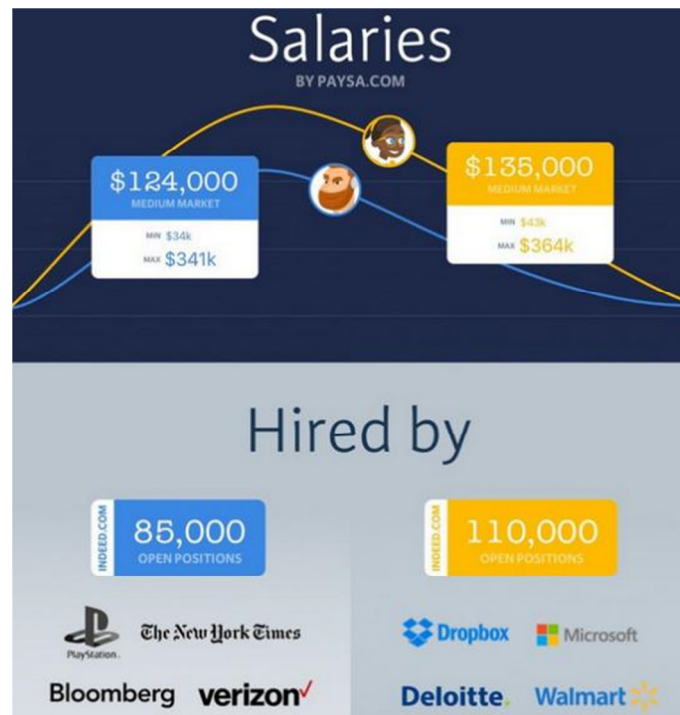 Salaries
BY PAYSA.COM
$124,000
MEDIUM MARKET
MIN $34k
MAX $341k
$135,000
MEDIUM MARKET
MIN $43k
MAX $364k
Hired by
INDEED.COM
85,000
OPEN POSITIONS
INDEED.COM
110,000
OPEN POSITIONS
PlayStation.
The New York Times
Bloomberg
verizon✓
Dropbox
Microsoft
Deloitte.
Walmart